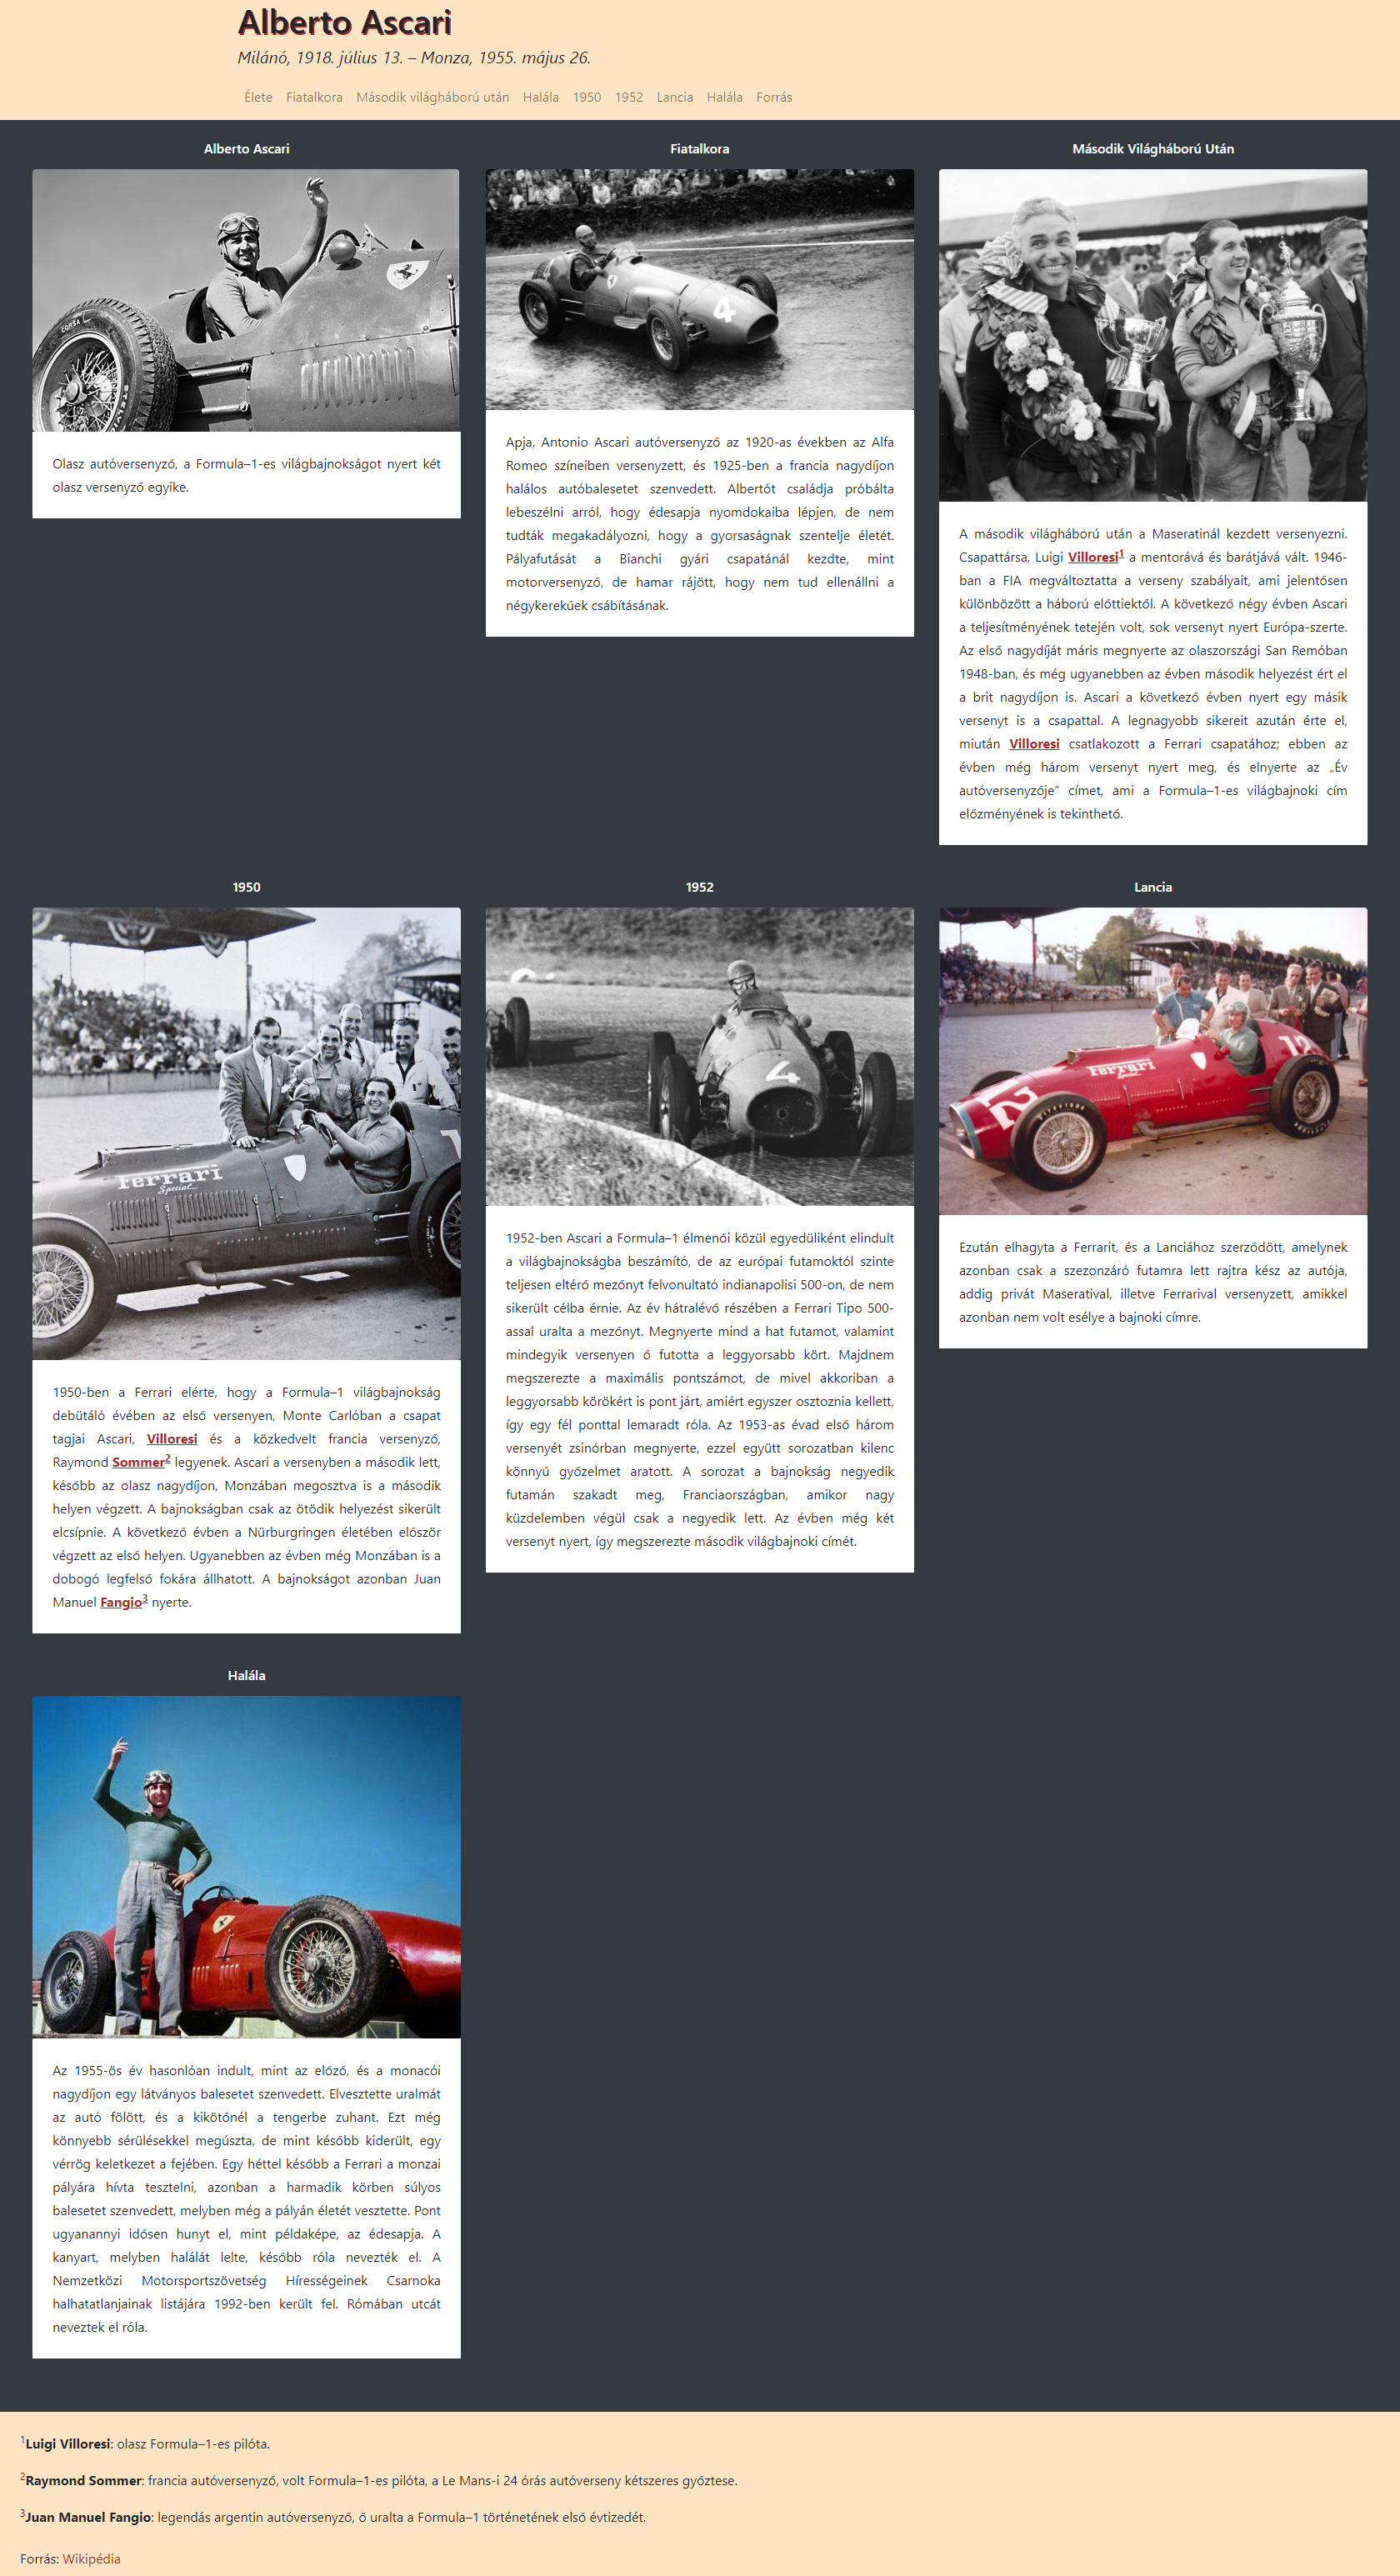 Alberto Ascari
Milánó, 1918. július 13. – Monza, 1955. május 26.
Élete Fiatalkora Második világháború után Halála 1950 1952 Lancia Halála Forrás
Alberto Ascari
CORSA
Olasz autóversenyző, a Formula–1-es világbajnokságot nyert két
olasz versenyző egyike.
Fiatalkora
4
Apja, Antonio Ascari autóversenyző az 1920-as években az Alfa
Romeo színeiben versenyzett, és 1925-ben a francia nagydíjon
halálos autóbalesetet szenvedett. Albertót családja próbálta
lebeszélni arról, hogy édesapja nyomdokaiba lépjen, de nem
tudták megakadályozni, hogy a gyorsaságnak szentelje életét.
Pályafutását a Bianchi gyári csapatánál kezdte, mint
motorversenyző, de hamar rájött, hogy nem tud ellenállni a
négykerekűek csábításának.
Második Világháború Után
A második világháború után a Maseratinál kezdett versenyezni.
Csapattársa, Luigi Villoresi1 a mentorává és barátjává vált. 1946-
ban a FIA megváltoztatta a verseny szabályait, ami jelentősen
különbözött a háború előttiektől. A következő négy évben Ascari
a teljesítményének tetején volt, sok versenyt nyert Európa-szerte.
Az első nagydíját máris megnyerte az olaszországi San Remóban
1948-ban, és még ugyanebben az évben második helyezést ért el
a brit nagydíjon is. Ascari a következő évben nyert egy másik
versenyt is a csapattal. A legnagyobb sikereit azután érte el,
miután Villoresi csatlakozott a Ferrari csapatához; ebben az
évben még három versenyt nyert meg, és elnyerte az „Év
autóversenyzője” címet, ami a Formula–1-es világbajnoki cím
előzményének is tekinthető.
1950
Ferrari
Special
1950-ben a Ferrari elérte, hogy a Formula–1 világbajnokság
debütáló évében az első versenyen, Monte Carlóban a csapat
tagjai Ascari, Villoresi és a közkedvelt francia versenyző,
Raymond Sommer2 legyenek. Ascari a versenyben a második lett,
később az olasz nagydíjon, Monzában megosztva is a második
helyen végzett. A bajnokságban csak az ötödik helyezést sikerült
elcsípnie. A következő évben a Nürburgringen életében először
végzett az első helyen. Ugyanebben az évben még Monzában is a
dobogó legfelső fokára állhatott. A bajnokságot azonban Juan
Manuel Fangio3 nyerte.
1952
4
1952-ben Ascari a Formula–1 élmenői közül egyedüliként elindult
a világbajnokságba beszámító, de az európai futamoktól szinte
teljesen eltérő mezőnyt felvonultató indianapolisi 500-on, de nem
sikerült célba érnie. Az év hátralévő részében a Ferrari Tipo 500-
assal uralta a mezőnyt. Megnyerte mind a hat futamot, valamint
mindegyik versenyen ő futotta a leggyorsabb kört. Majdnem
megszerezte a maximális pontszámot, de mivel akkoriban a
leggyorsabb körökért is pont járt, amiért egyszer osztoznia kellett,
így egy fél ponttal lemaradt róla. Az 1953-as évad első három
versenyét zsinórban megnyerte, ezzel együtt sorozatban kilenc
könnyű győzelmet aratott. A sorozat a bajnokság negyedik
futamán szakadt meg, Franciaországban, amikor nagy
küzdelemben végül csak a negyedik lett. Az évben még két
versenyt nyert, így megszerezte második világbajnoki címét.
Lancia
12
Ferrari
Special
12
FIRESTONE
Ezután elhagyta a Ferrarit, és a Lanciához szerződött, amelynek
azonban csak a szezonzáró futamra lett rajtra kész az autója,
addig privát Maseratival, illetve Ferrarival versenyzett, amikkel
azonban nem volt esélye a bajnoki címre.
Halála
Az 1955-ös év hasonlóan indult, mint az előző, és a monacói
nagydíjon egy látványos balesetet szenvedett. Elvesztette uralmát
az autó fölött, és a kikötőnél a tengerbe zuhant. Ezt még
könnyebb sérülésekkel megúszta, de mint később kiderült, egy
vérrög keletkezet a fejében. Egy héttel később a Ferrari a monzai
pályára hívta tesztelni, azonban a harmadik körben súlyos
balesetet szenvedett, melyben még a pályán életét vesztette. Pont
ugyanannyi idősen hunyt el, mint példaképe, az édesapja. A
kanyart, melyben halálát lelte, később róla nevezték el. A
Nemzetközi Motorsportszövetség Hírességeinek Csarnoka
halhatatlanjainak listájára 1992-ben került fel. Rómában utcát
neveztek el róla.
1Luigi Villoresi: olasz Formula–1-es pilóta.
2Raymond Sommer: francia autóversenyző, volt Formula–1-es pilóta, a Le Mans-i 24 órás autóverseny kétszeres győztese.
3Juan Manuel Fangio: legendás argentin autóversenyző, ő uralta a Formula–1 történetének első évtizedét.
Forrás: Wikipédia